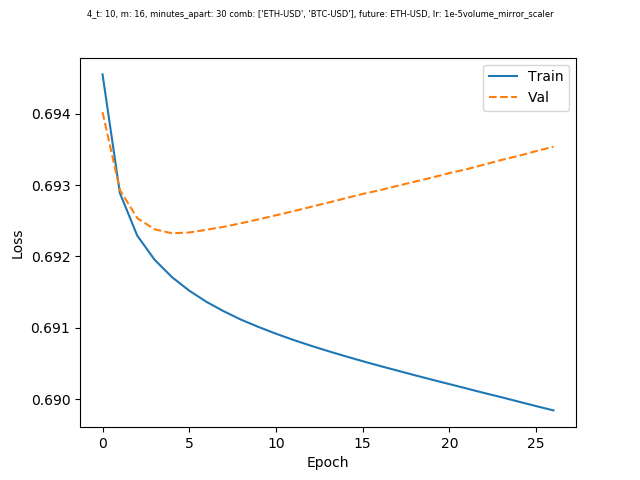 4_t: 10, m: 16, minutes_apart: 30 comb: ['ETH-USD', 'BTC-USD'], future: ETH-USD, lr: 1e-5volume_mirror_scaler
Train
Val
0.694
0.693
0.692
0.691
0.690
Loss
0 5 10 15 20 25
Epoch